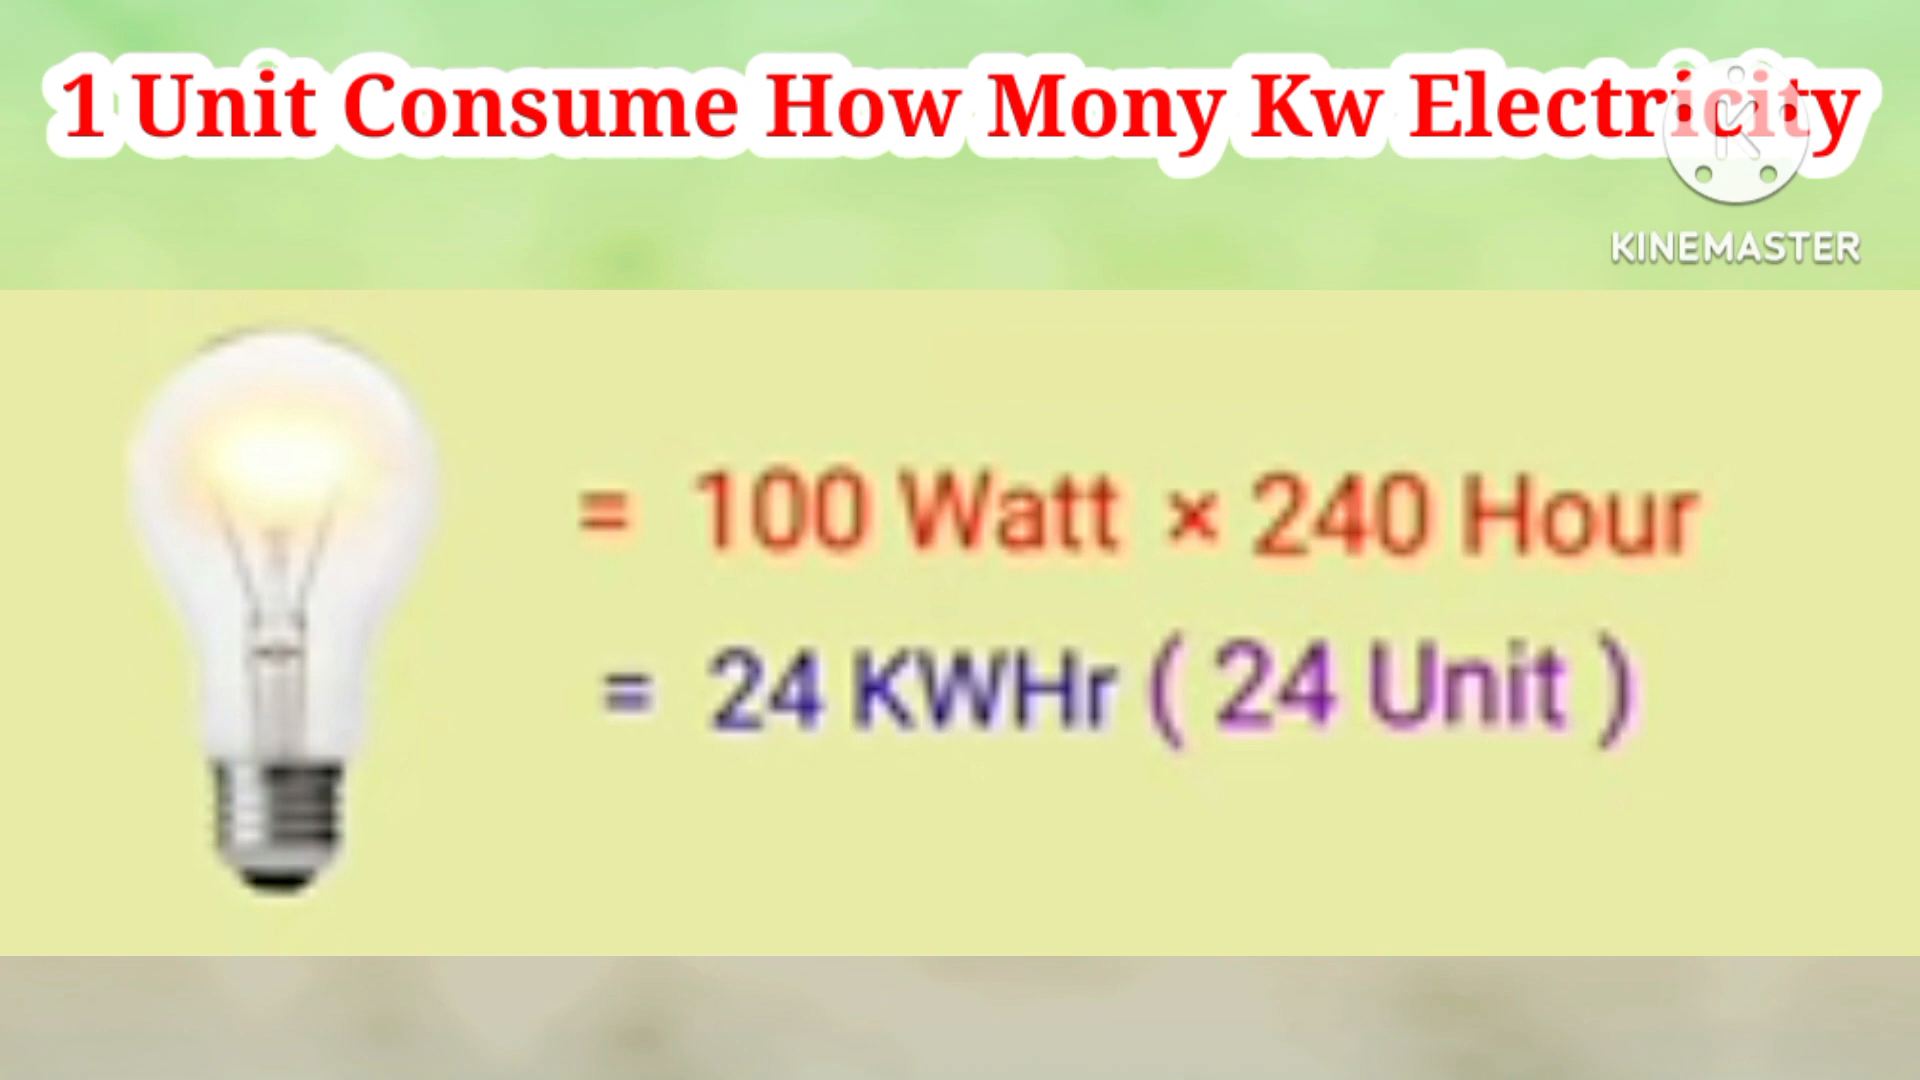 1 Unit Consume How Mony Kw Electricity
KINEMASTER
= 100 Watt × 240 Hour
= 24 KWHr ( 24 Unit )